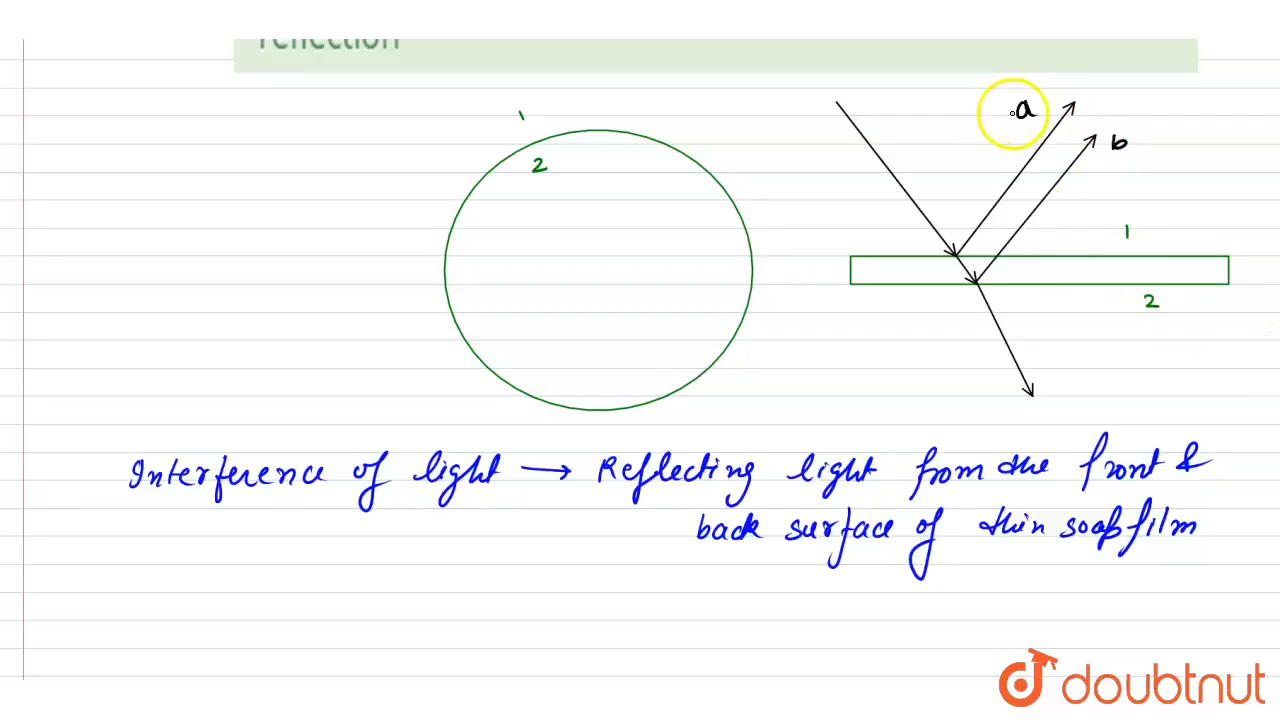 reflection
1
2
a
b
1
2
Interference of light → Reflecting light from the front &
back surface of thin soap film
doubtnut